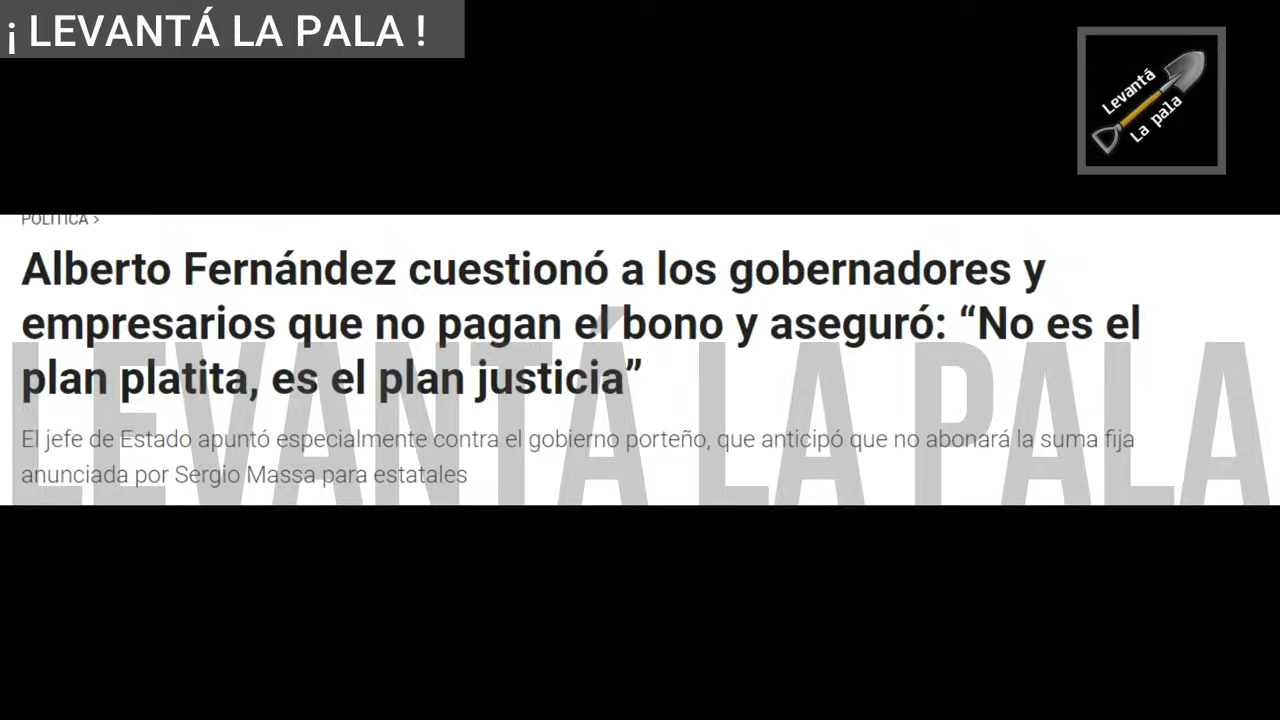 ¡ LEVANTÁ LA PALA !
Levantá
La pala
POLÍTICA >
Alberto Fernández cuestionó a los gobernadores y
empresarios que no pagan el bono y aseguró: “No es el
plan platita, es el plan justicia”
El jefe de Estado apuntó especialmente contra el gobierno porteño, que anticipó que no abonará la suma fija
anunciada por Sergio Massa para estatales
LEVANTÁ LA PALA